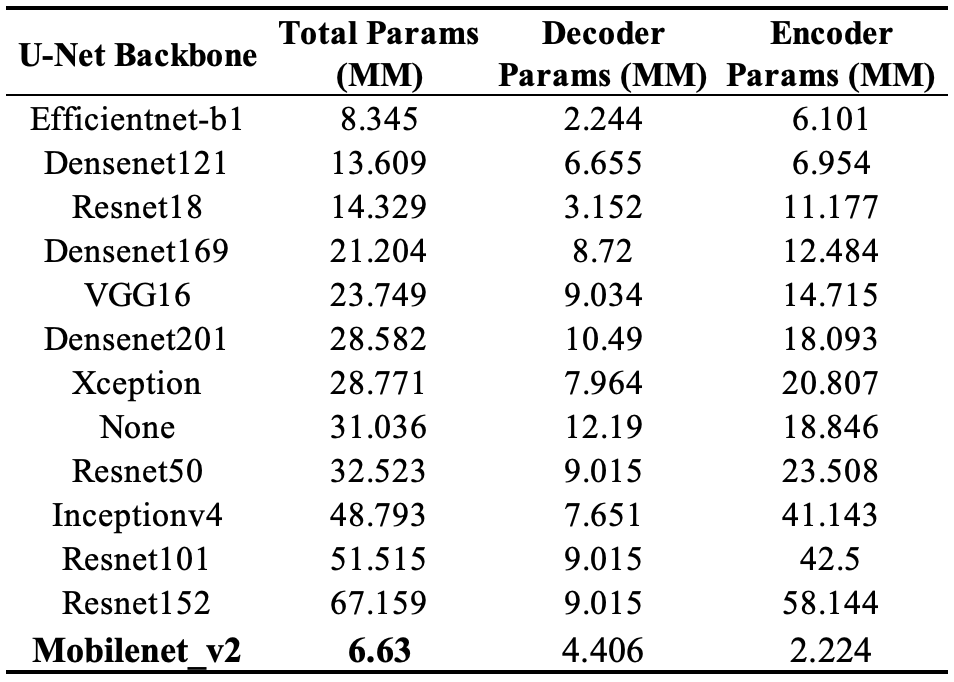 U-Net Backbone Total Params (MM) Decoder Params (MM) Encoder Params (MM)
Efficientnet-b1 8.345 2.244 6.101
Densenet121 13.609 6.655 6.954
Resnet18 14.329 3.152 11.177
Densenet169 21.204 8.72 12.484
VGG16 23.749 9.034 14.715
Densenet201 28.582 10.49 18.093
Xception 28.771 7.964 20.807
None 31.036 12.19 18.846
Resnet50 32.523 9.015 23.508
Inceptionv4 48.793 7.651 41.143
Resnet101 51.515 9.015 42.5
Resnet152 67.159 9.015 58.144
Mobilenet_v2 6.63 4.406 2.224